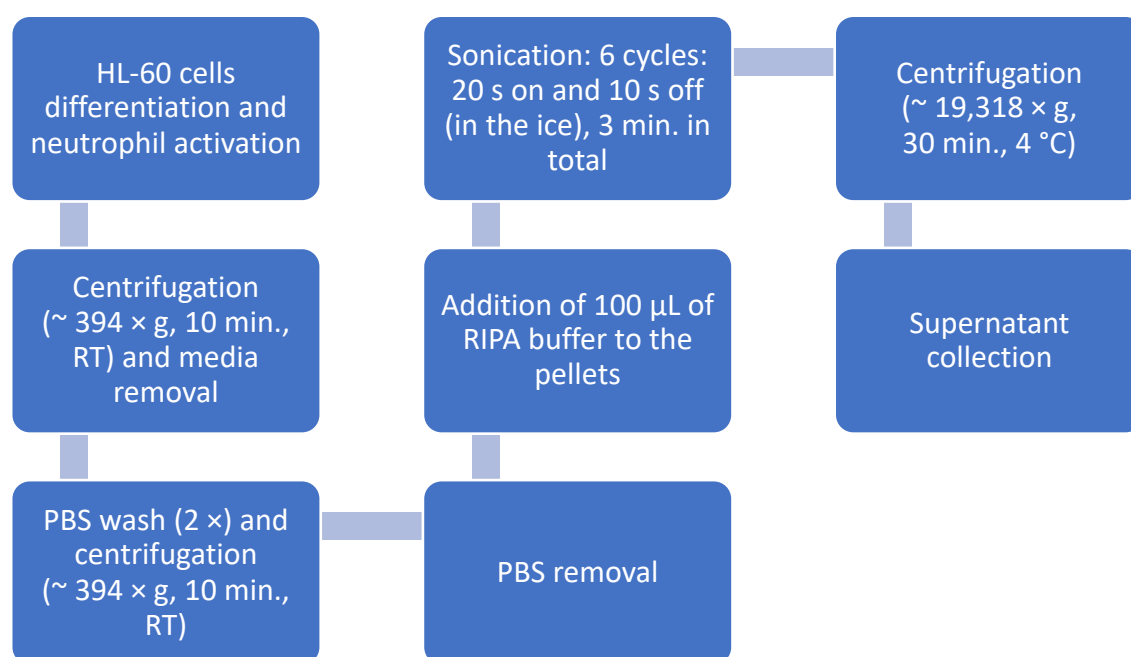 HL-60 cells
differentiation and
neutrophil activation
Centrifugation
(~ 394 × g, 10 min.,
RT) and media
removal
PBS wash (2 ×) and
centrifugation
(~ 394 × g, 10 min.,
RT)
PBS removal
Addition of 100 µL of
RIPA buffer to the
pellets
Sonication: 6 cycles:
20 s on and 10 s off
(in the ice), 3 min. in
total
Centrifugation
(~ 19,318 × g,
30 min., 4 °C)
Supernatant
collection